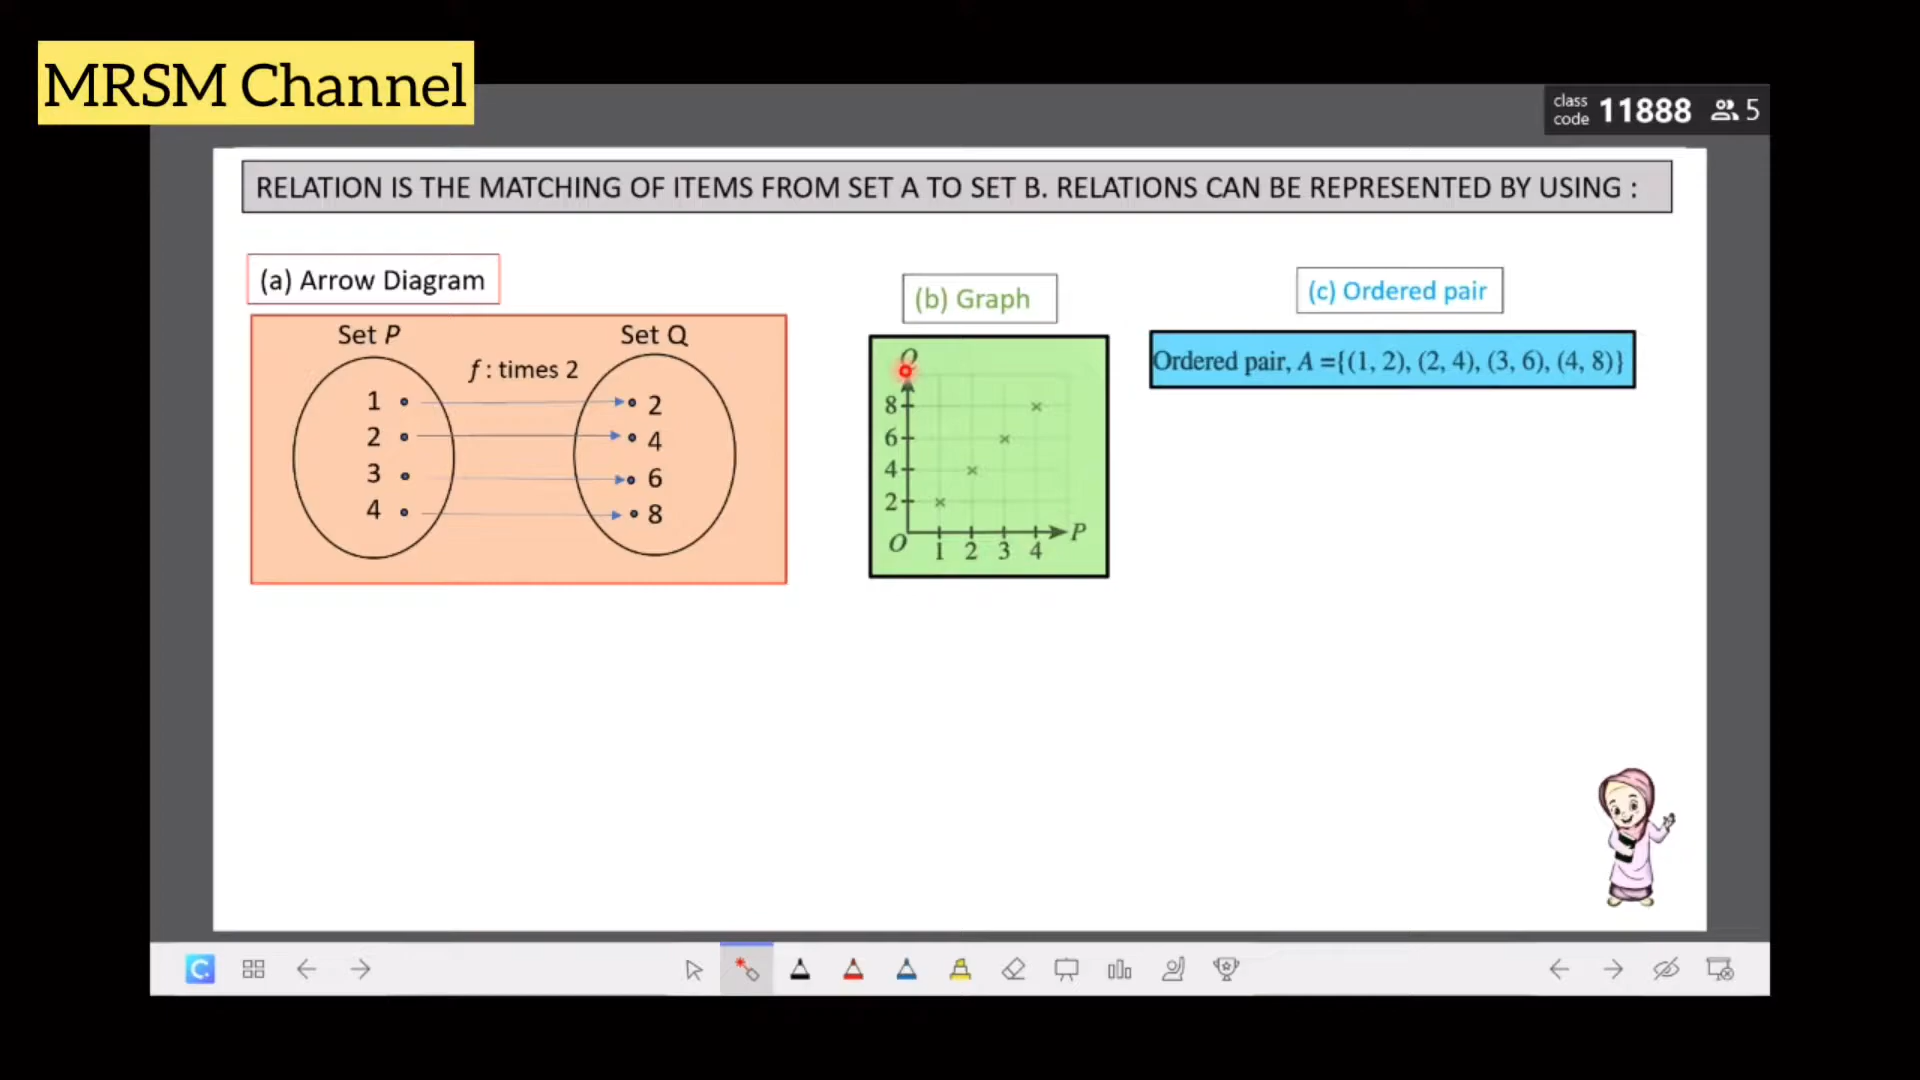 MRSM Channel
class code 11888 5
RELATION IS THE MATCHING OF ITEMS FROM SET A TO SET B. RELATIONS CAN BE REPRESENTED BY USING :
(a) Arrow Diagram
Set P
Set Q
f : times 2
1 2
2 4
3 6
4 8
(b) Graph
Q
8
6
4
2
O
1 2 3 4
P
(c) Ordered pair
Ordered pair, A ={(1, 2), (2, 4), (3, 6), (4, 8)}